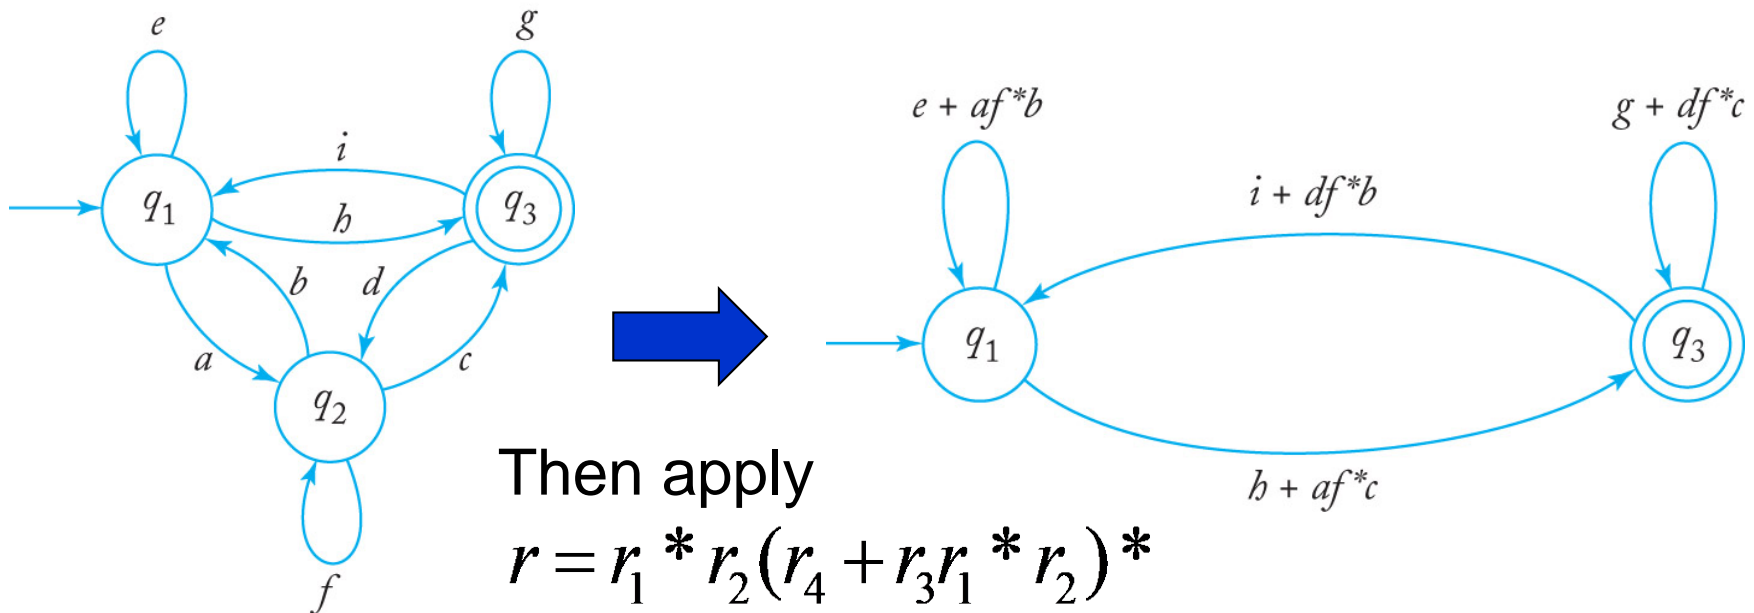 e
g
i
q₁
h
q₃
b
d
a
c
q₂
f
e + af*b
g + df*c
i + df*b
q₁
q₃
h + af*c
Then apply
r = r₁ * r₂(r₄ + r₃r₁ * r₂)*